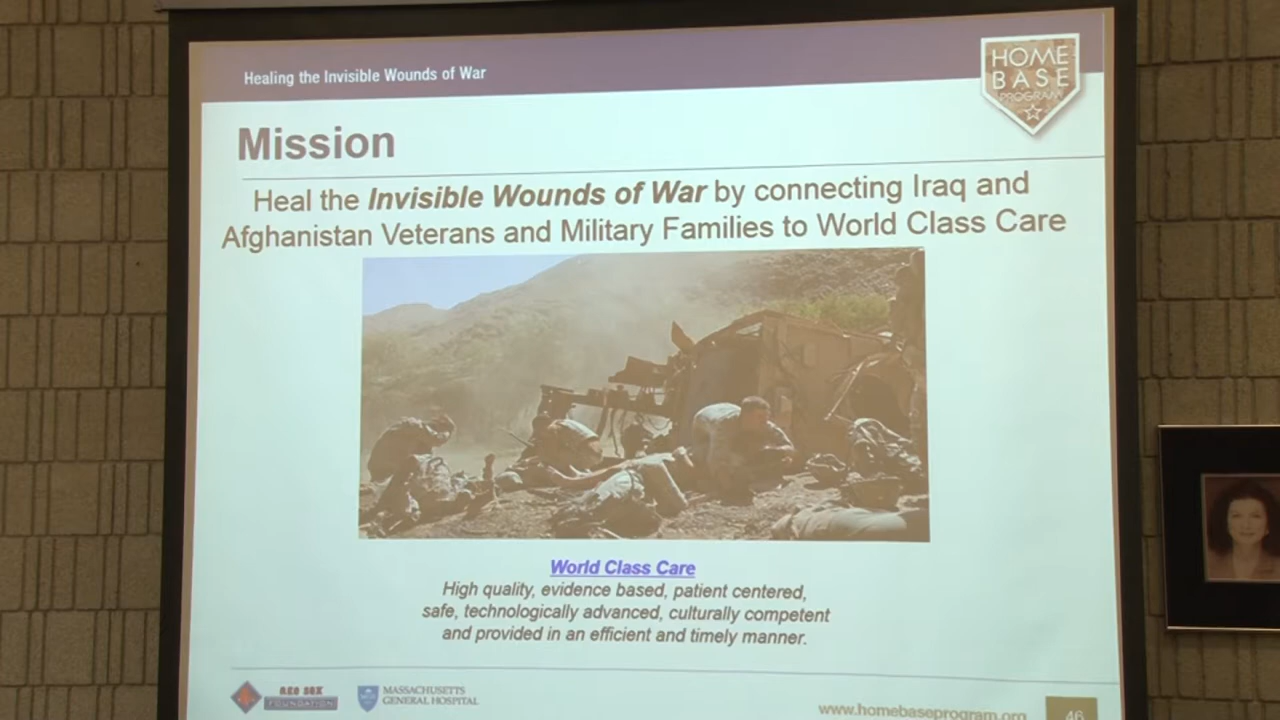 Healing the Invisible Wounds of War
HOME
BASE
PROGRAM
Mission
Heal the Invisible Wounds of War by connecting Iraq and
Afghanistan Veterans and Military Families to World Class Care
World Class Care
High quality, evidence based, patient centered,
safe, technologically advanced, culturally competent
and provided in an efficient and timely manner.
RED SOX
FOUNDATION
MASSACHUSETTS
GENERAL HOSPITAL
www.homebaseprogram.org
46